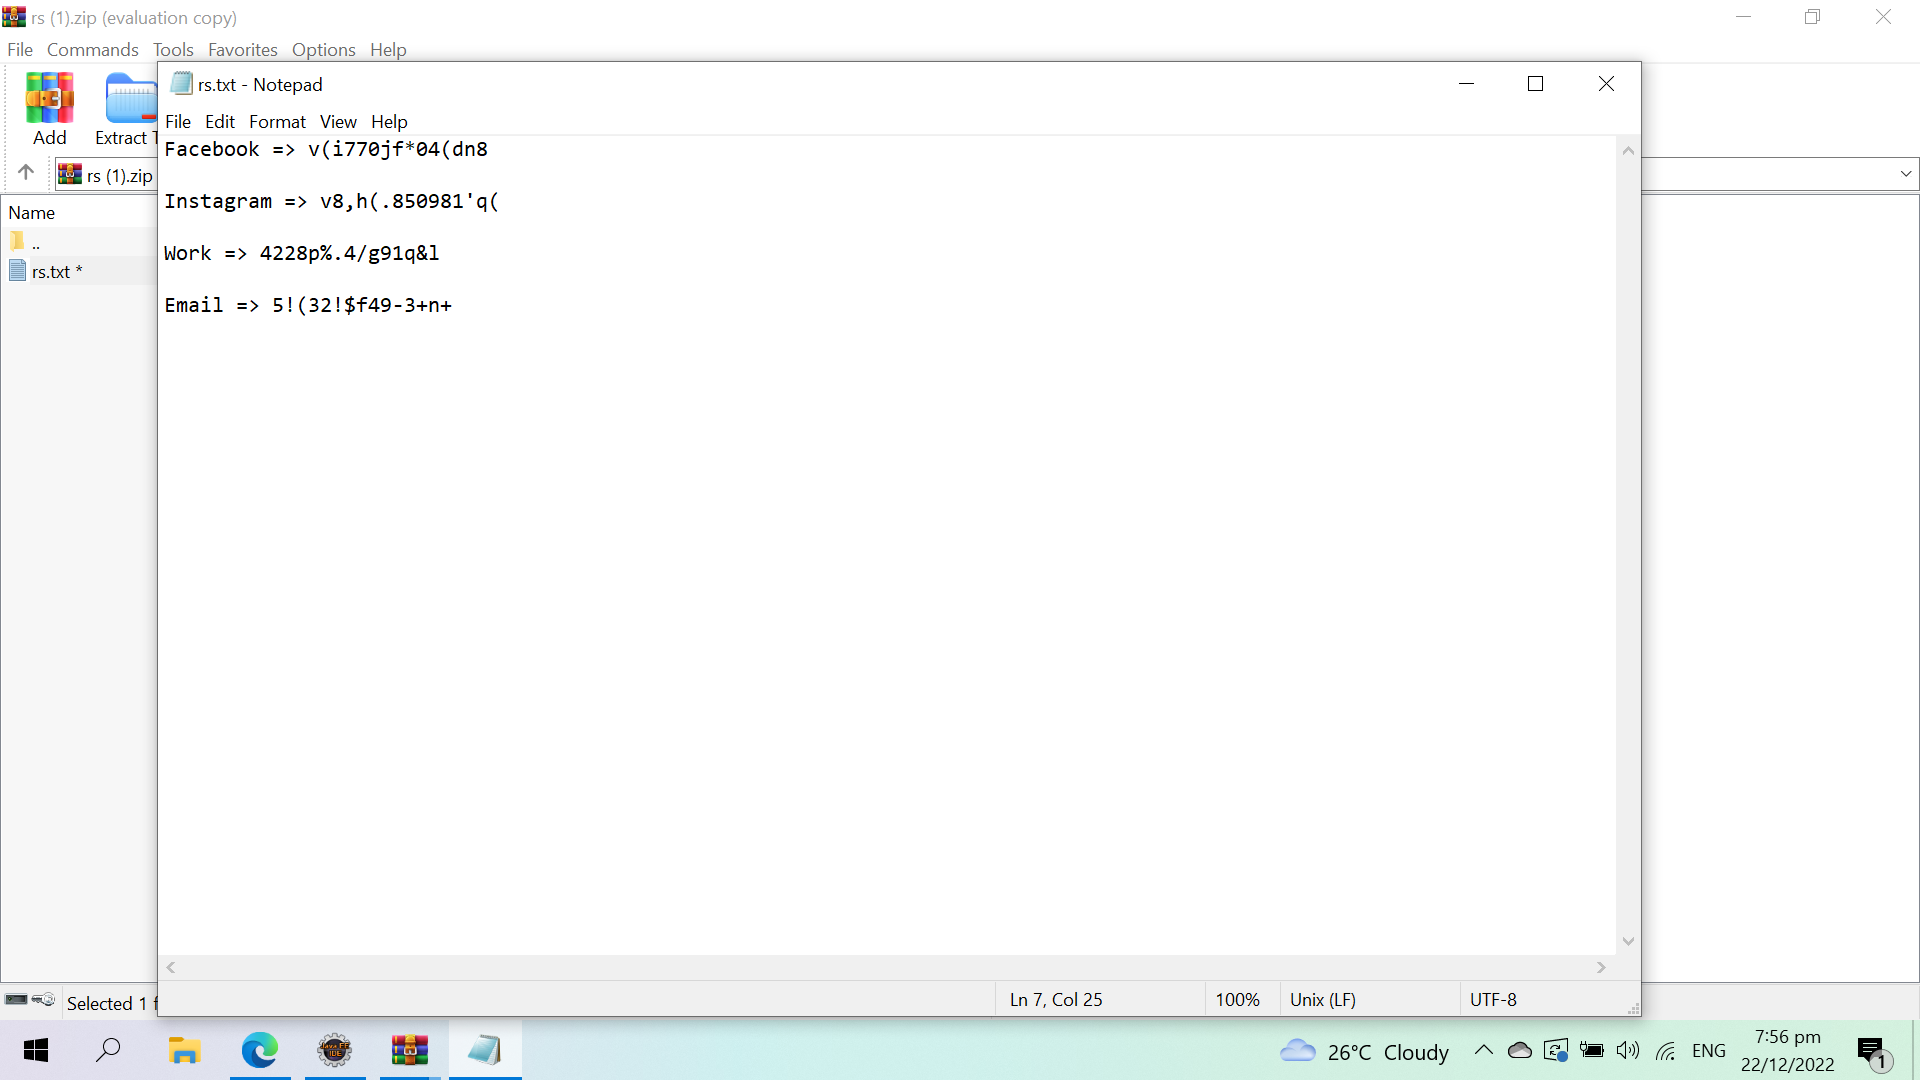 rs (1).zip (evaluation copy)
File Commands Tools Favorites Options Help
rs.txt - Notepad
File Edit Format View Help
Add Extract T
Facebook => v(i770jf*04(dn8
rs (1).zip
Instagram => v8,h(.850981'q(
Name
..
Work => 4228p%.4/g91q&l
rs.txt *
Email => 5!(32!$f49-3+n+
Selected 1 f
Ln 7, Col 25 100% Unix (LF) UTF-8
Java EE IDE
26°C Cloudy
ENG
7:56 pm
22/12/2022
1